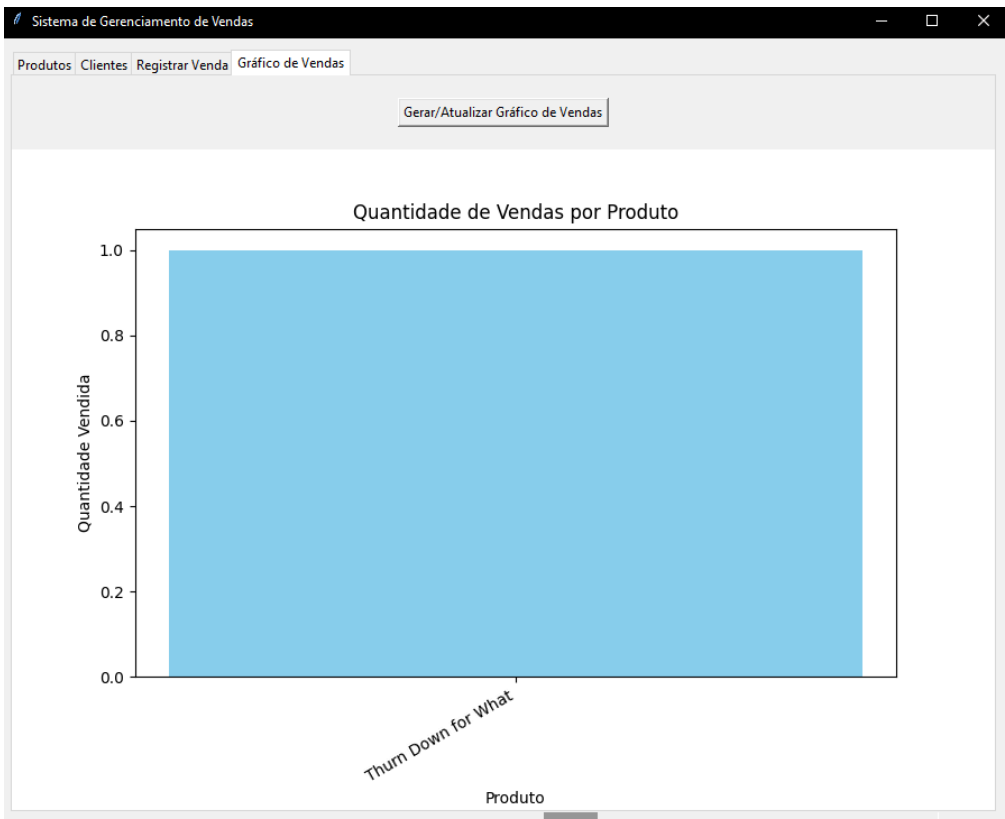 Sistema de Gerenciamento de Vendas
Produtos Clientes Registrar Venda Gráfico de Vendas
Gerar/Atualizar Gráfico de Vendas
Quantidade de Vendas por Produto
1.0
0.8
0.6
0.4
0.2
0.0
Quantidade Vendida
Thurn Down for What
Produto